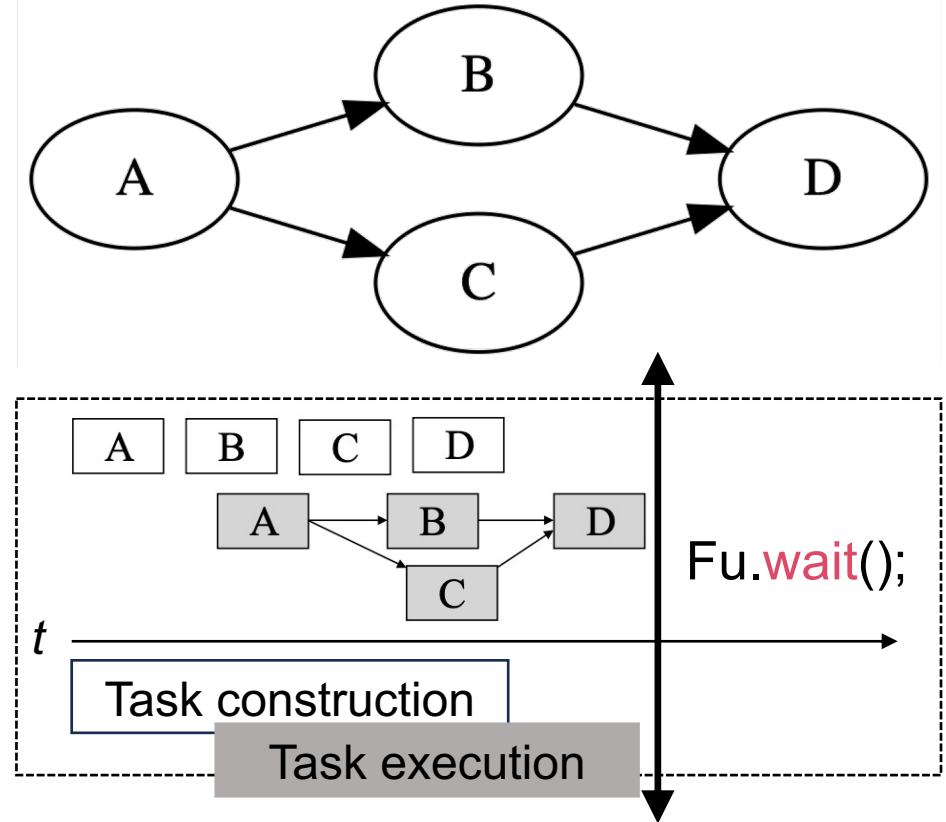 B
A
D
C
A B C D
A B D
C
Fu.wait();
t
Task construction
Task execution